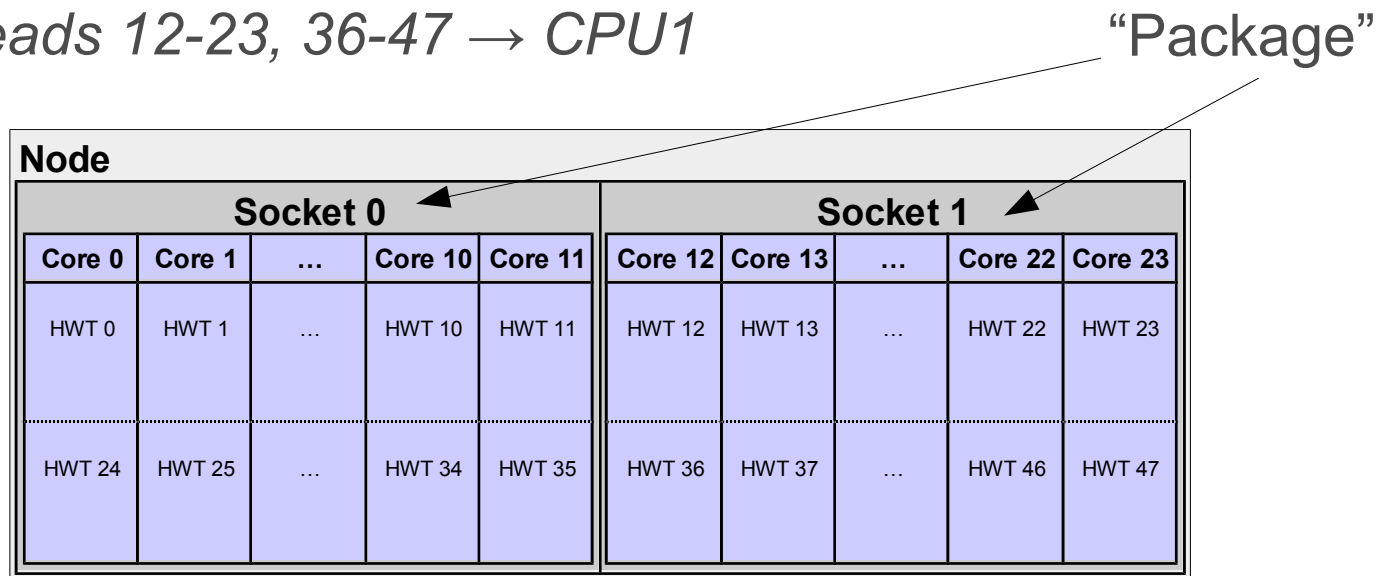 eads 12-23, 36-47 → CPU1
“Package”
Node
Socket 0 Socket 1
Core 0 Core 1 ... Core 10 Core 11 Core 12 Core 13 ... Core 22 Core 23
HWT 0 HWT 1 ... HWT 10 HWT 11 HWT 12 HWT 13 ... HWT 22 HWT 23
HWT 24 HWT 25 ... HWT 34 HWT 35 HWT 36 HWT 37 ... HWT 46 HWT 47